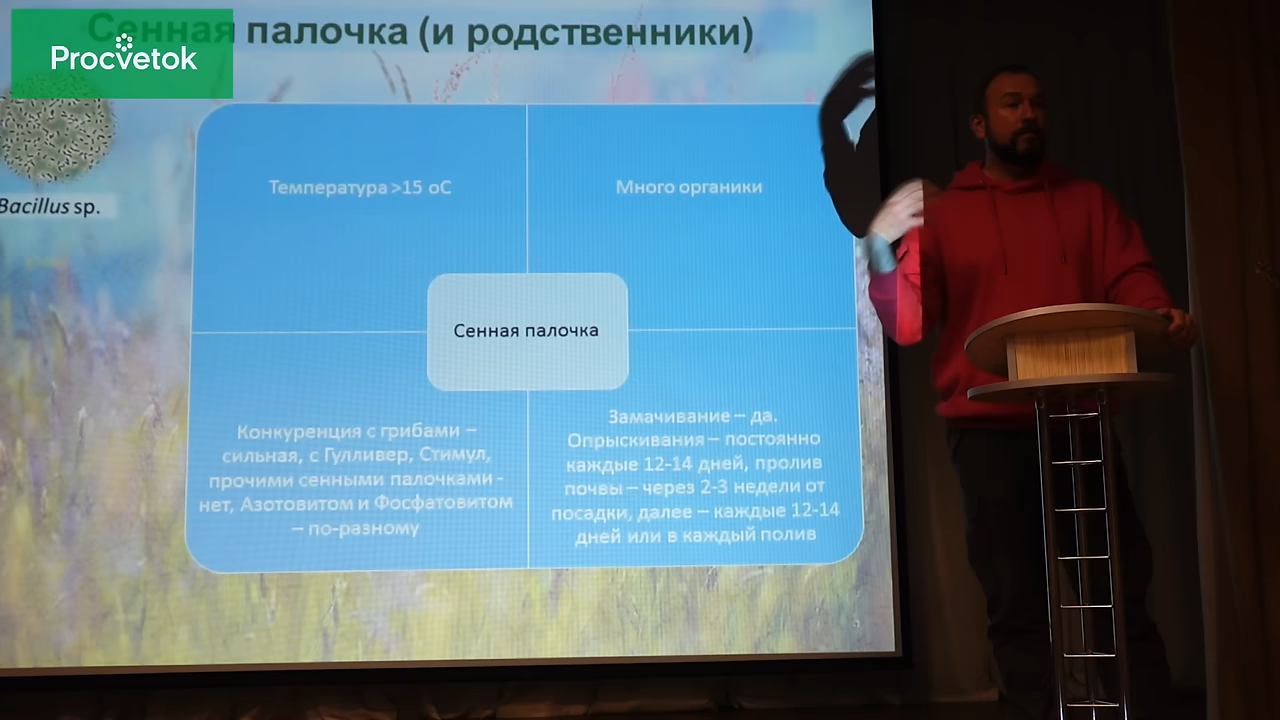 Procvetok
Сенная палочка (и родственники)
Bacillus sp.
Температура >15 оС
Много органики
Сенная палочка
Конкуренция с грибами –
сильная, с Гулливер, Стимул,
прочими сенными палочками -
нет, Азотовитом и Фосфатовитом
– по-разному
Замачивание – да.
Опрыскивания – постоянно
каждые 12-14 дней, пролив
почвы – через 2-3 недели от
посадки, далее – каждые 12-14
дней или в каждый полив